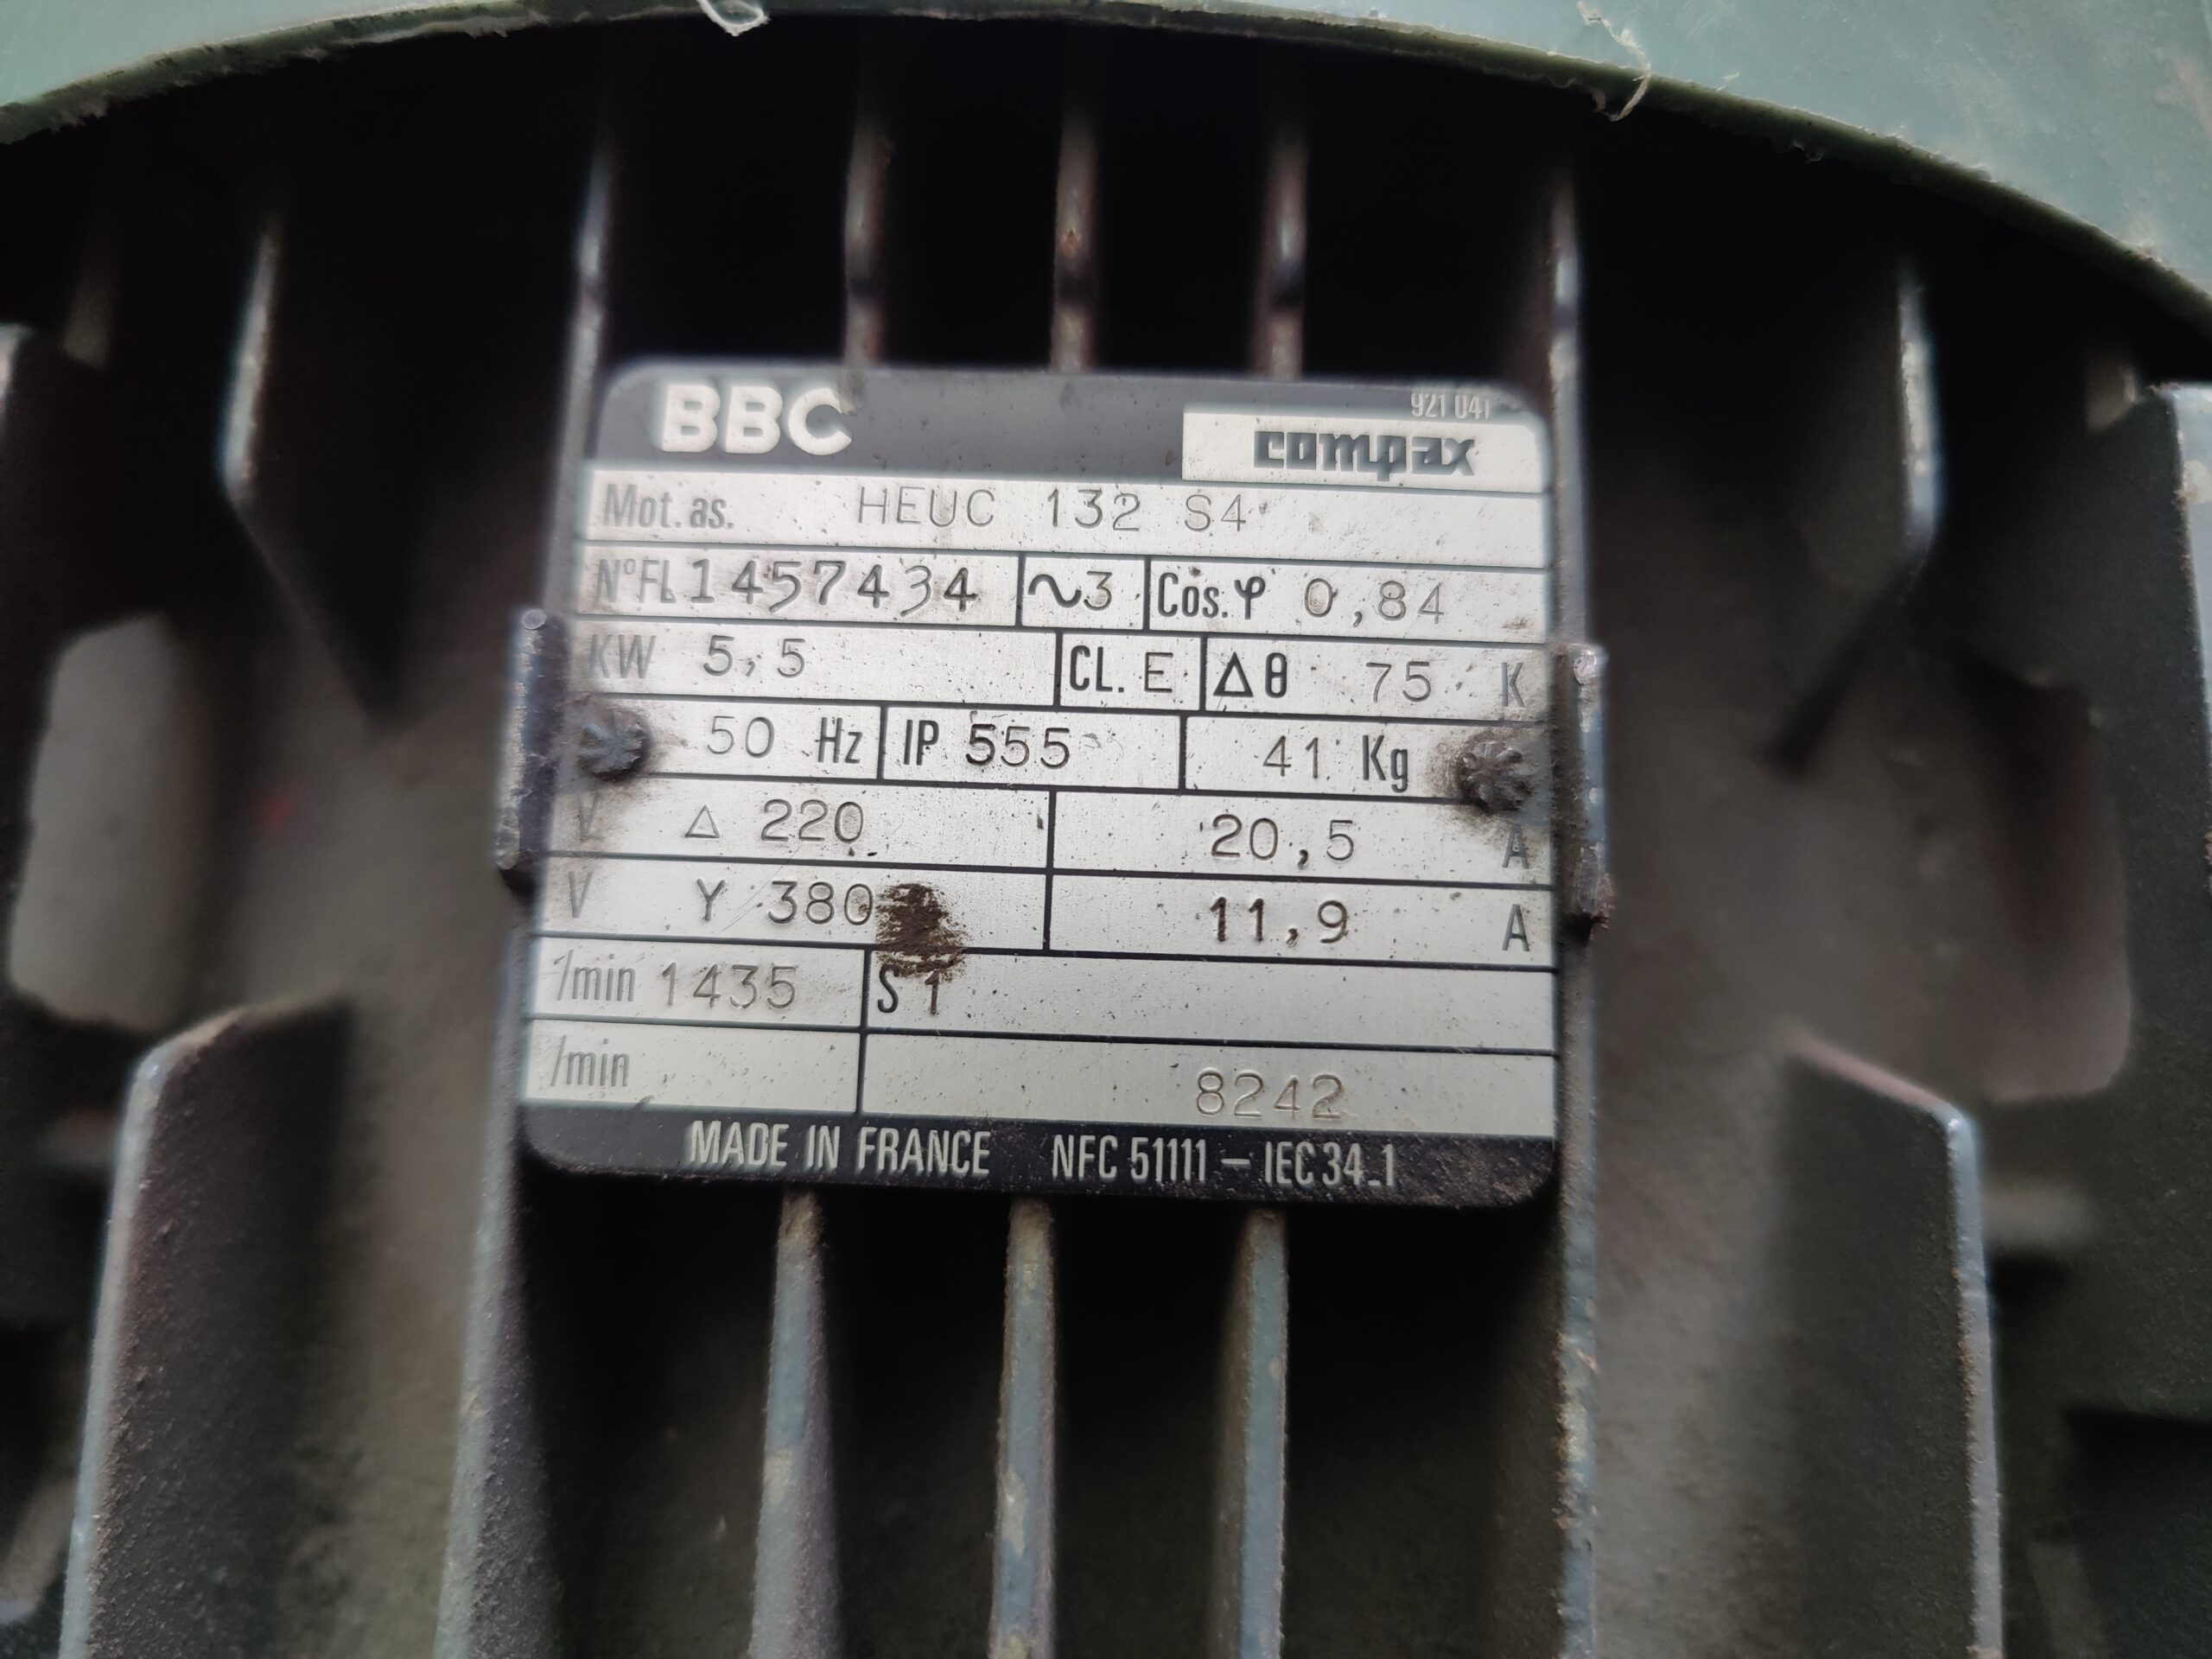 BBC
921 041
compax
Mot. as. HEUC 132 S4
N°FL 1457434 ~3 Cos.φ 0,84
KW 5,5 CL. E Δθ 75 K
50 Hz IP 555 41 Kg
V Δ 220 20,5 A
V Y 380 11,9 A
/min 1435 S 1
/min 8242
MADE IN FRANCE NFC 51111 – IEC 34_1